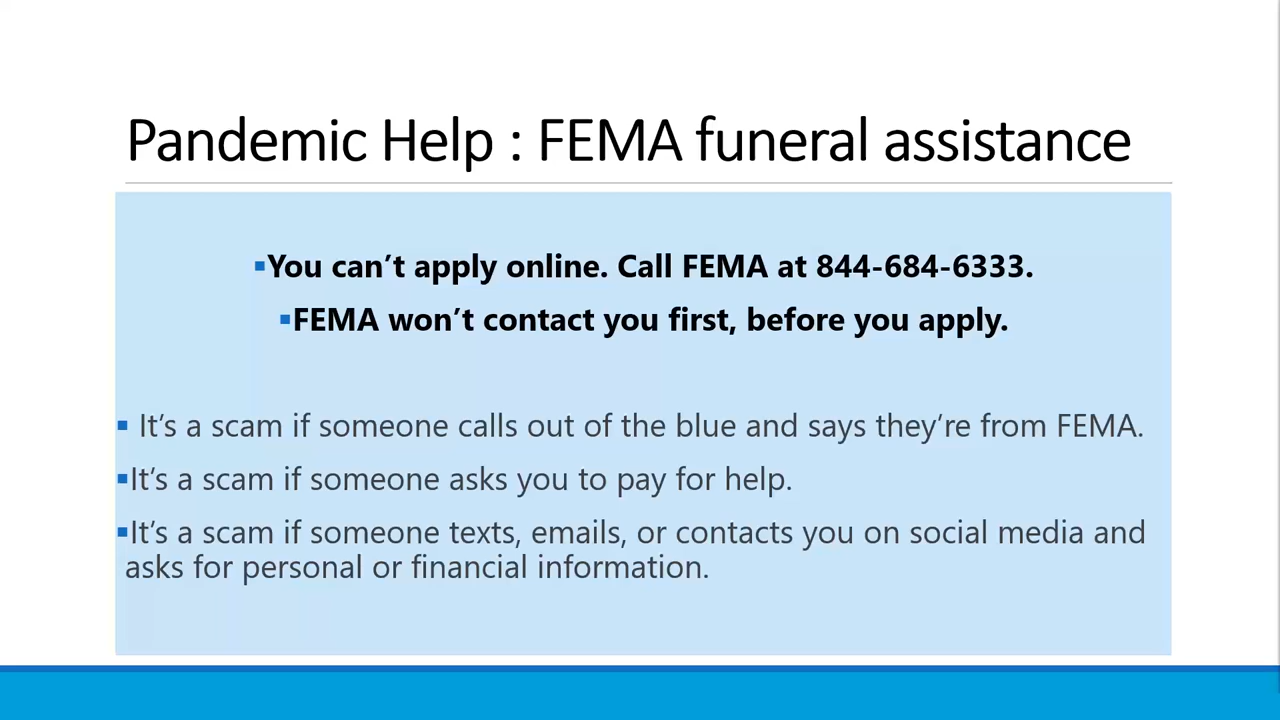 Pandemic Help : FEMA funeral assistance
▪You can’t apply online. Call FEMA at 844-684-6333.
▪FEMA won’t contact you first, before you apply.
▪ It’s a scam if someone calls out of the blue and says they’re from FEMA.
▪It’s a scam if someone asks you to pay for help.
▪It’s a scam if someone texts, emails, or contacts you on social media and
asks for personal or financial information.